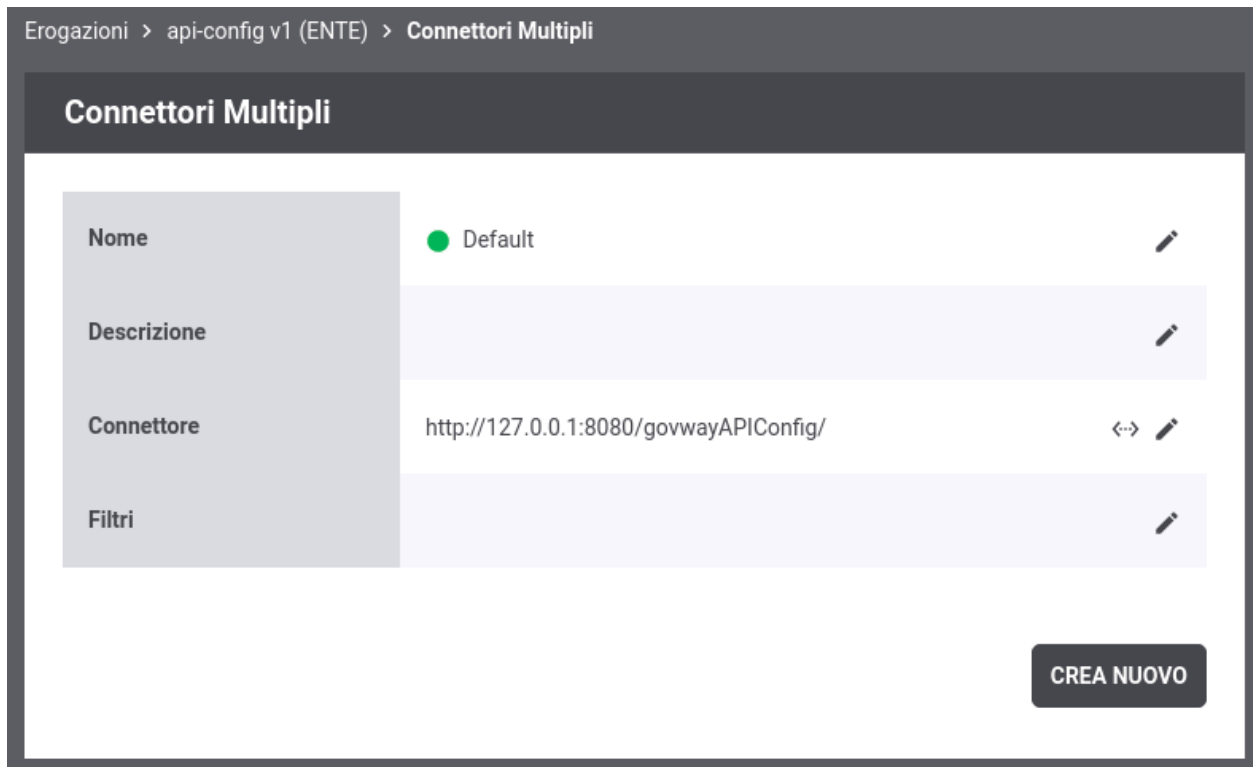 Erogazioni > api-config v1 (ENTE) > Connettori Multipli
Connettori Multipli
Nome Default
Descrizione
Connettore http://127.0.0.1:8080/govwayAPIConfig/
Filtri
CREA NUOVO